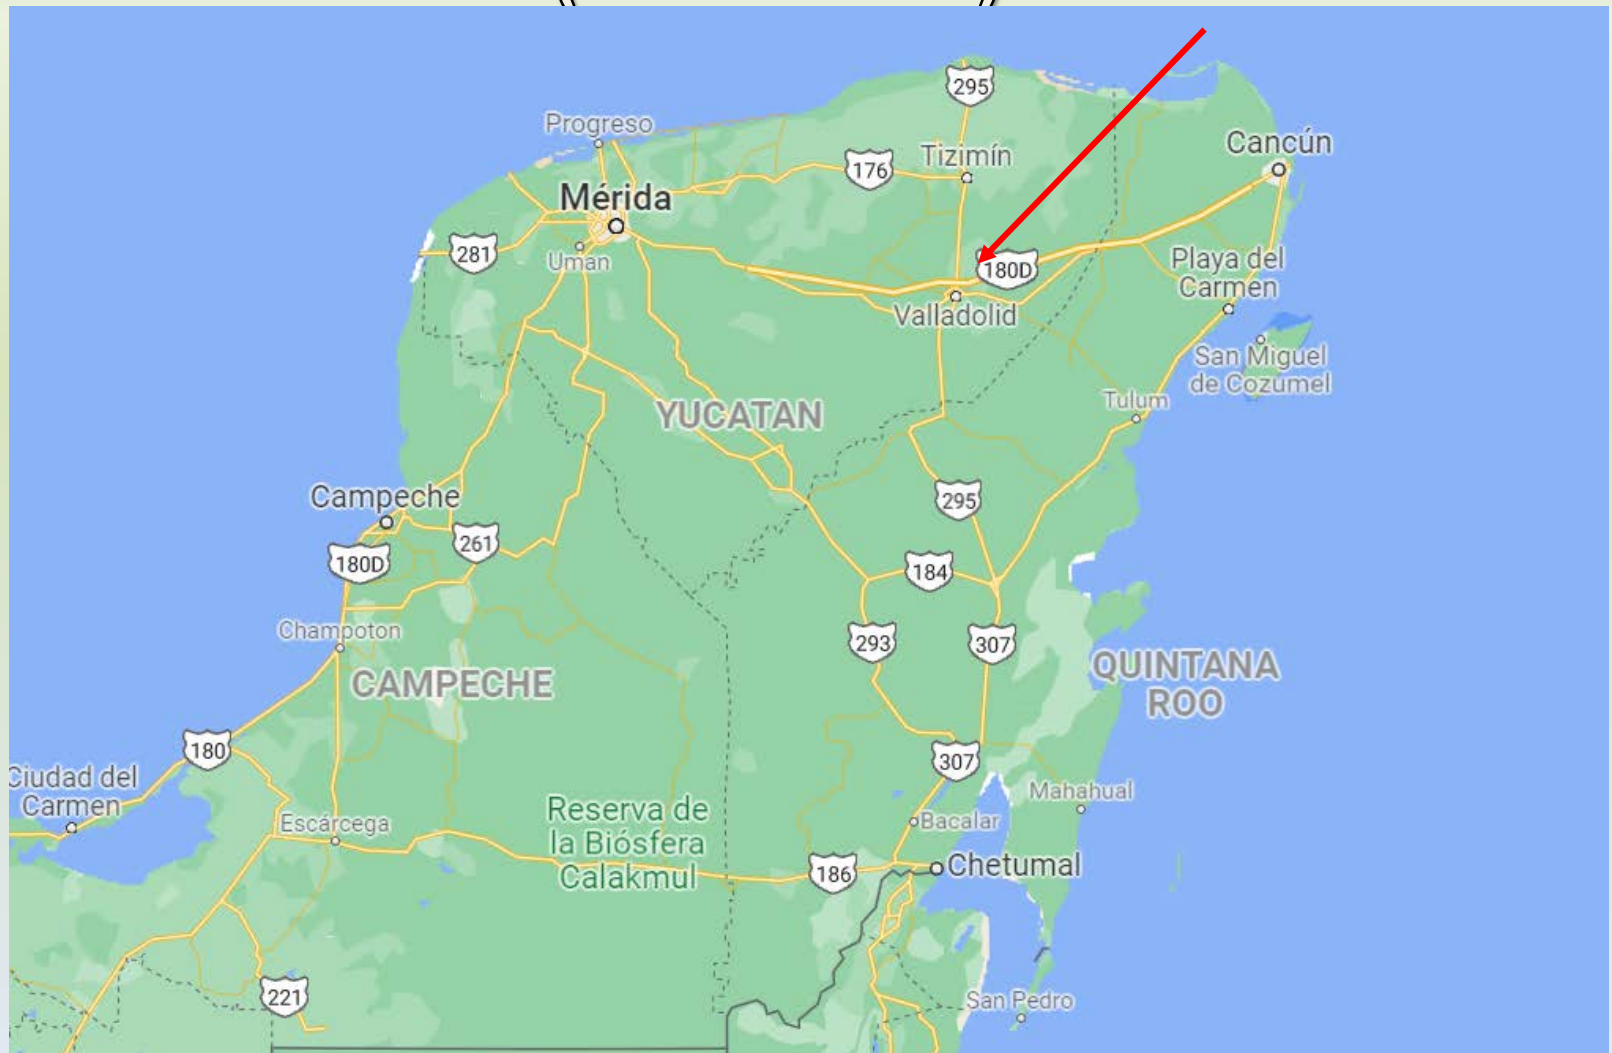 295
Progreso
Cancún
Tizimín
176
Mérida
281
Uman
180D
Playa del
Carmen
Valladolid
San Miguel
de Cozumel
Tulum
YUCATAN
Campeche
295
261
180D
184
Champoton
293
307
QUINTANA
ROO
CAMPECHE
180
307
Ciudad del
Carmen
Mahahual
Reserva de
la Biósfera
Calakmul
Escárcega
Bacalar
186
Chetumal
221
San Pedro